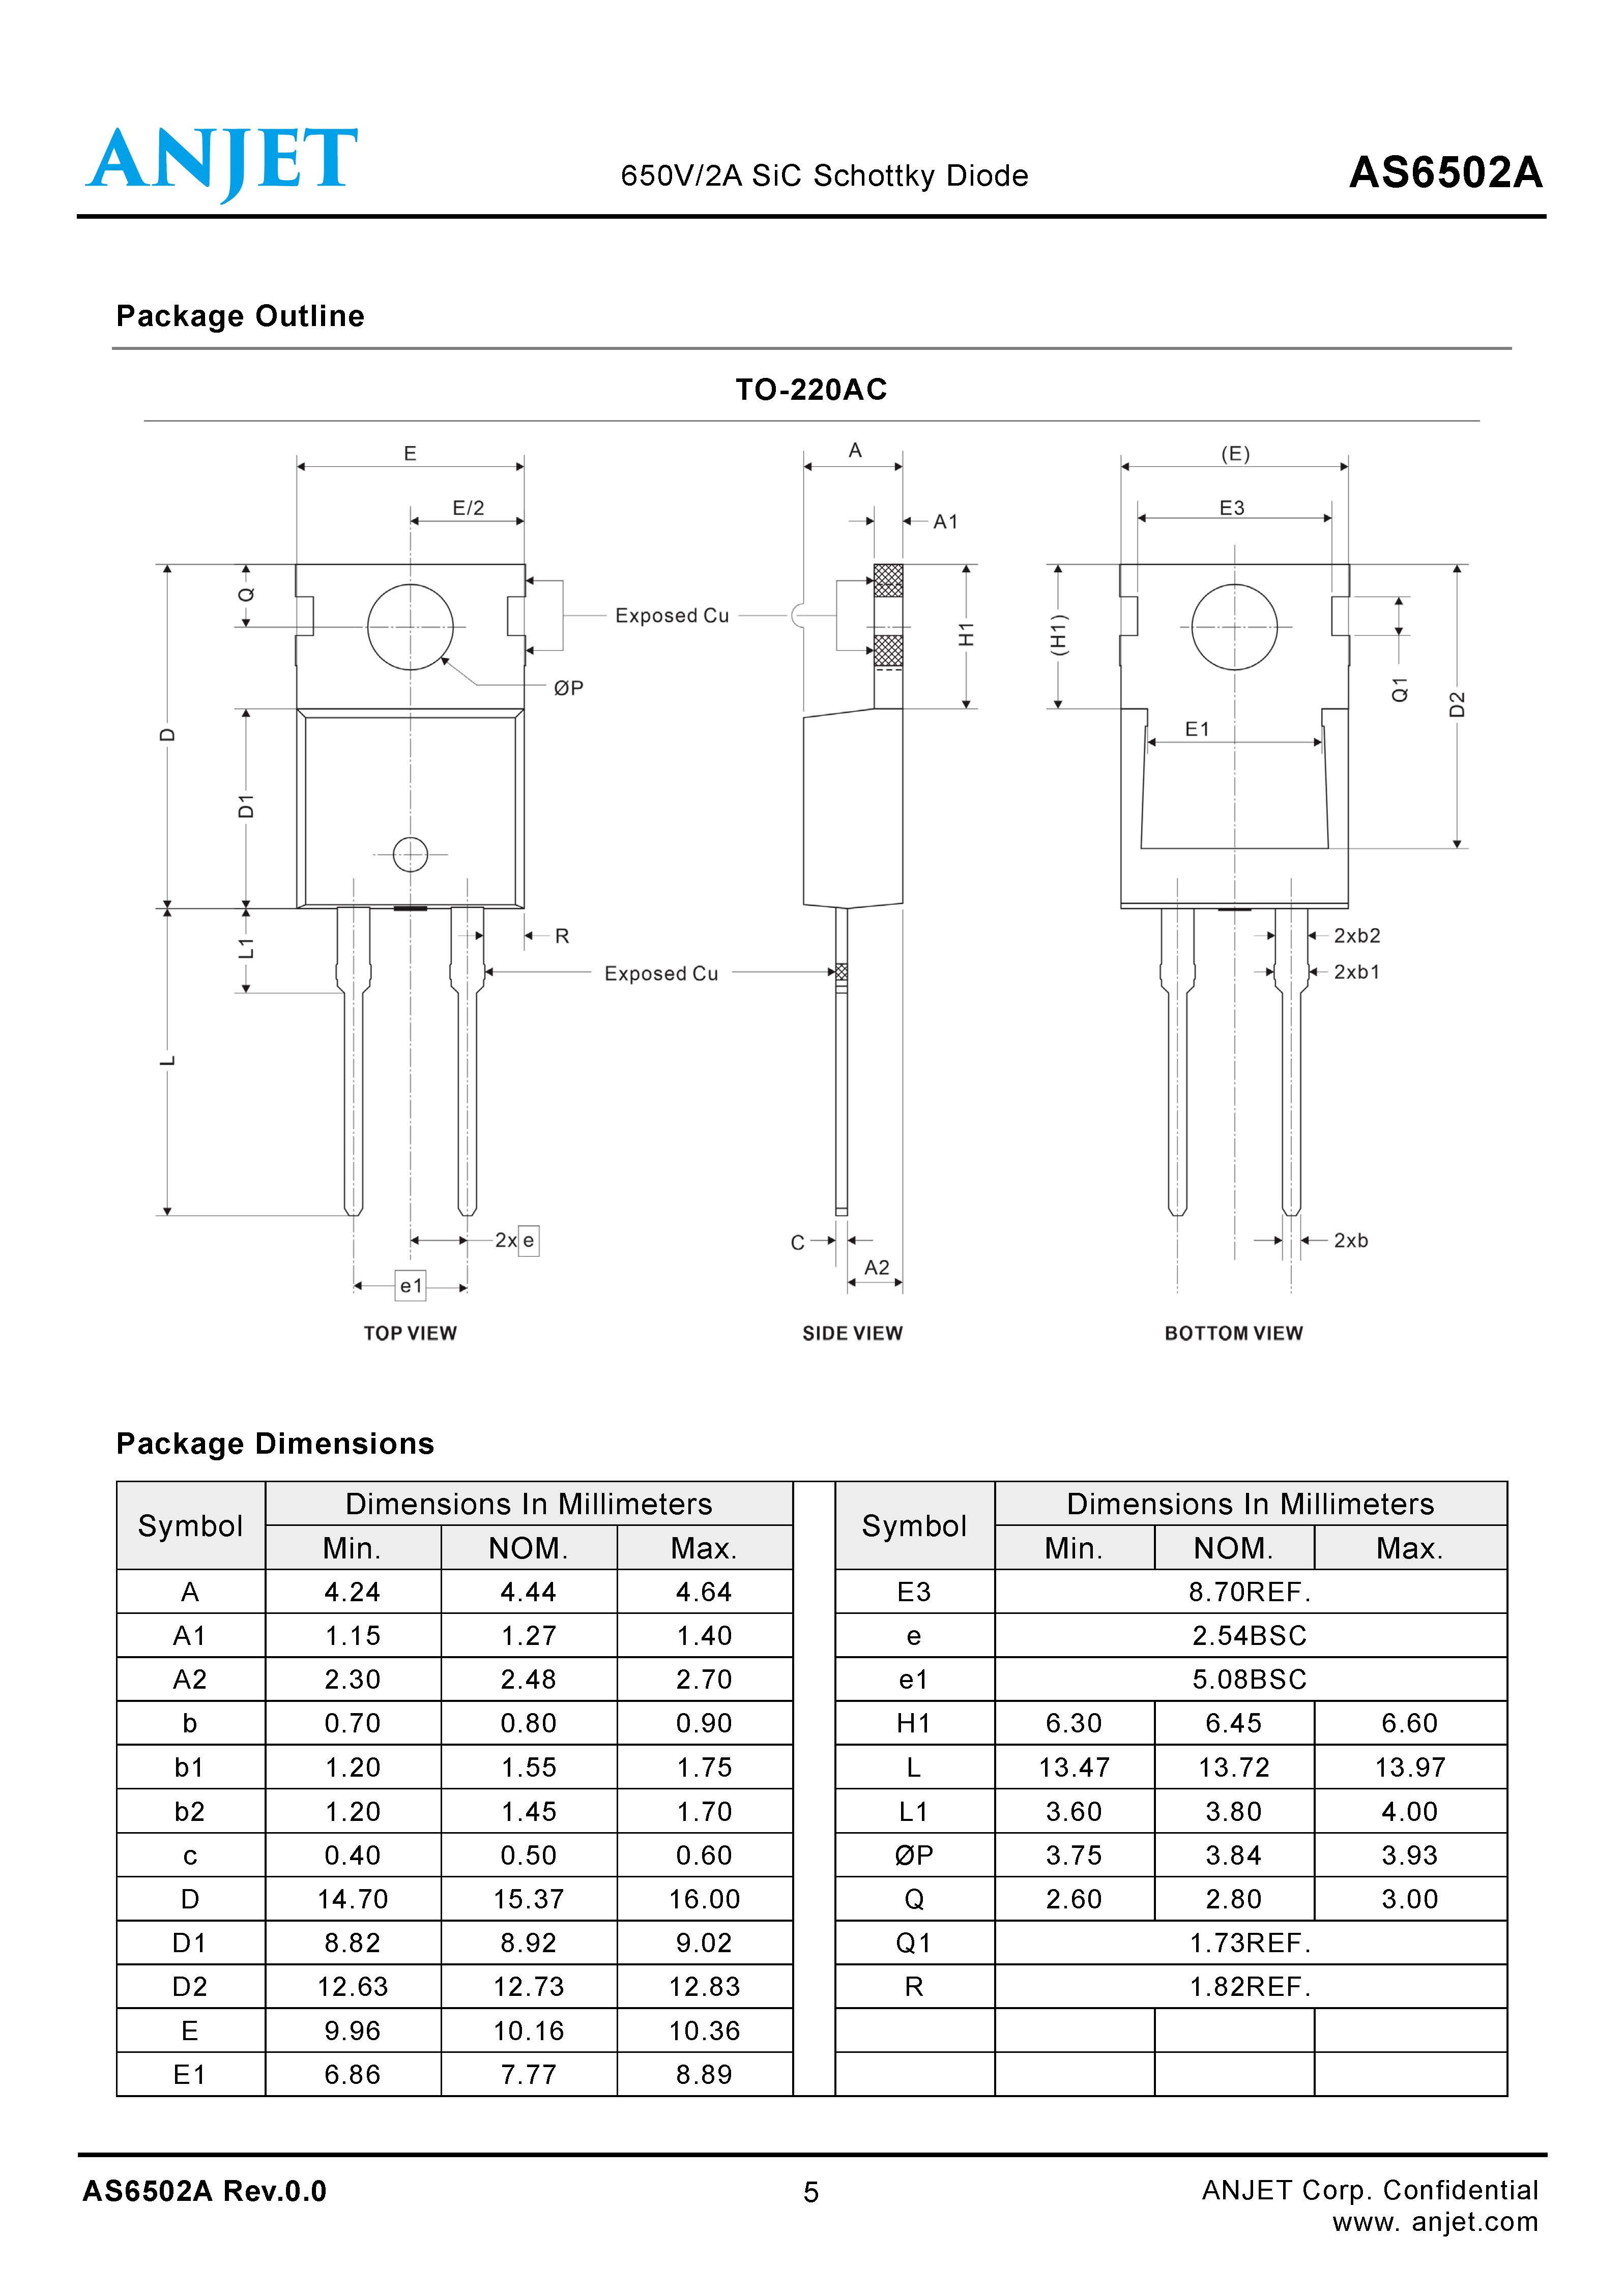 ANJET
650V/2A SiC Schottky Diode
AS6502A
Package Outline
TO-220AC
E
A
(E)
E/2
E3
A1
Q
Exposed Cu
H1
(H1)
ØP
Q1
D2
D
E1
D1
R
2xb2
L1
Exposed Cu
2xb1
L
2x e
C
2xb
A2
e1
TOP VIEW
SIDE VIEW
BOTTOM VIEW
Package Dimensions
Symbol Dimensions In Millimeters Symbol Dimensions In Millimeters
Min. NOM. Max. Min. NOM. Max.
A 4.24 4.44 4.64 E3 8.70REF.
A1 1.15 1.27 1.40 e 2.54BSC
A2 2.30 2.48 2.70 e1 5.08BSC
b 0.70 0.80 0.90 H1 6.30 6.45 6.60
b1 1.20 1.55 1.75 L 13.47 13.72 13.97
b2 1.20 1.45 1.70 L1 3.60 3.80 4.00
c 0.40 0.50 0.60 ØP 3.75 3.84 3.93
D 14.70 15.37 16.00 Q 2.60 2.80 3.00
D1 8.82 8.92 9.02 Q1 1.73REF.
D2 12.63 12.73 12.83 R 1.82REF.
E 9.96 10.16 10.36
E1 6.86 7.77 8.89
AS6502A Rev.0.0
5
ANJET Corp. Confidential
www. anjet.com